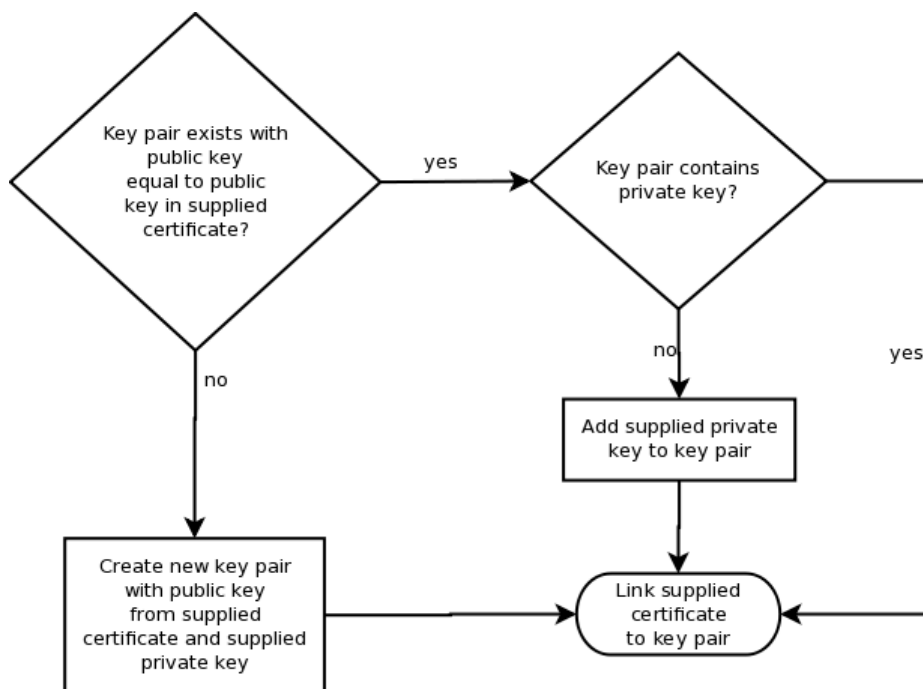 Key pair exists with
public key
equal to public
key in supplied
certificate?
yes
Key pair contains
private key?
no
no
yes
Add supplied private
key to key pair
Create new key pair
with public key
from supplied
certificate and supplied
private key
Link supplied
certificate
to key pair